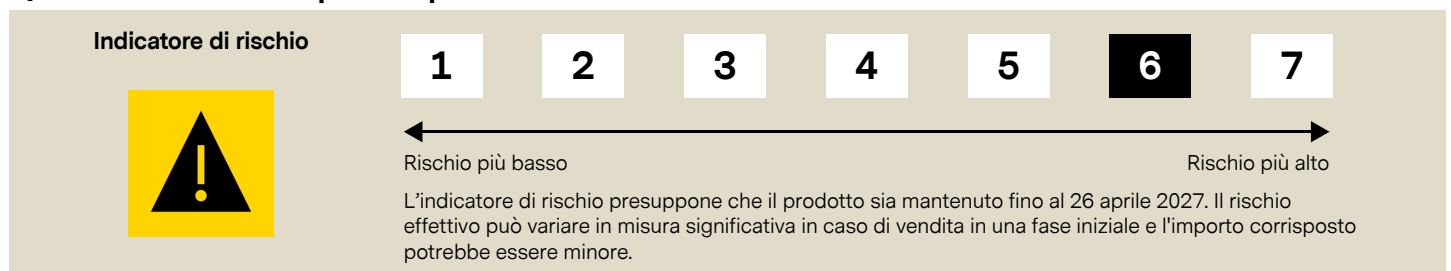 Indicatore di rischio
1 2 3 4 5 6 7
Rischio più basso
Rischio più alto
L'indicatore di rischio presuppone che il prodotto sia mantenuto fino al 26 aprile 2027. Il rischio
effettivo può variare in misura significativa in caso di vendita in una fase iniziale e l'importo corrisposto
potrebbe essere minore.